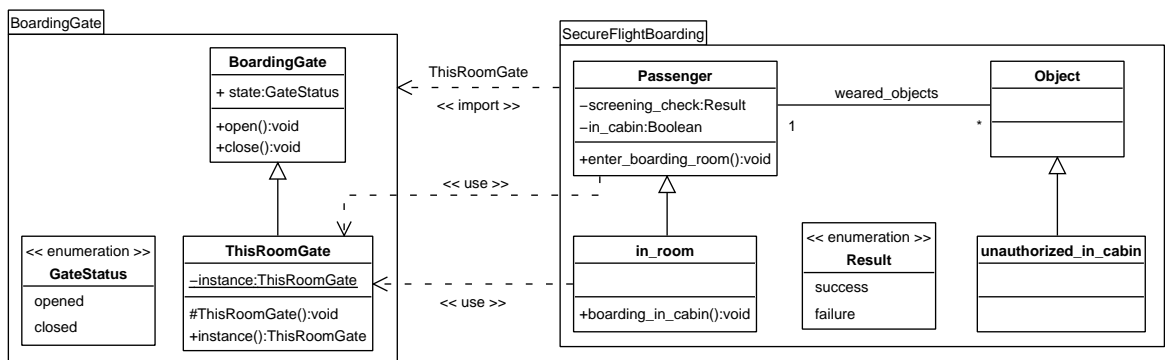 BoardingGate
BoardingGate
+ state:GateStatus
+open():void
+close():void
<< enumeration >>
GateStatus
opened
closed
ThisRoomGate
−instance:ThisRoomGate
#ThisRoomGate():void
+instance():ThisRoomGate
ThisRoomGate
<< import >>
<< use >>
<< use >>
SecureFlightBoarding
Passenger
−screening_check:Result
−in_cabin:Boolean
+enter_boarding_room():void
weared_objects
1
*
Object
in_room
+boarding_in_cabin():void
<< enumeration >>
Result
success
failure
unauthorized_in_cabin